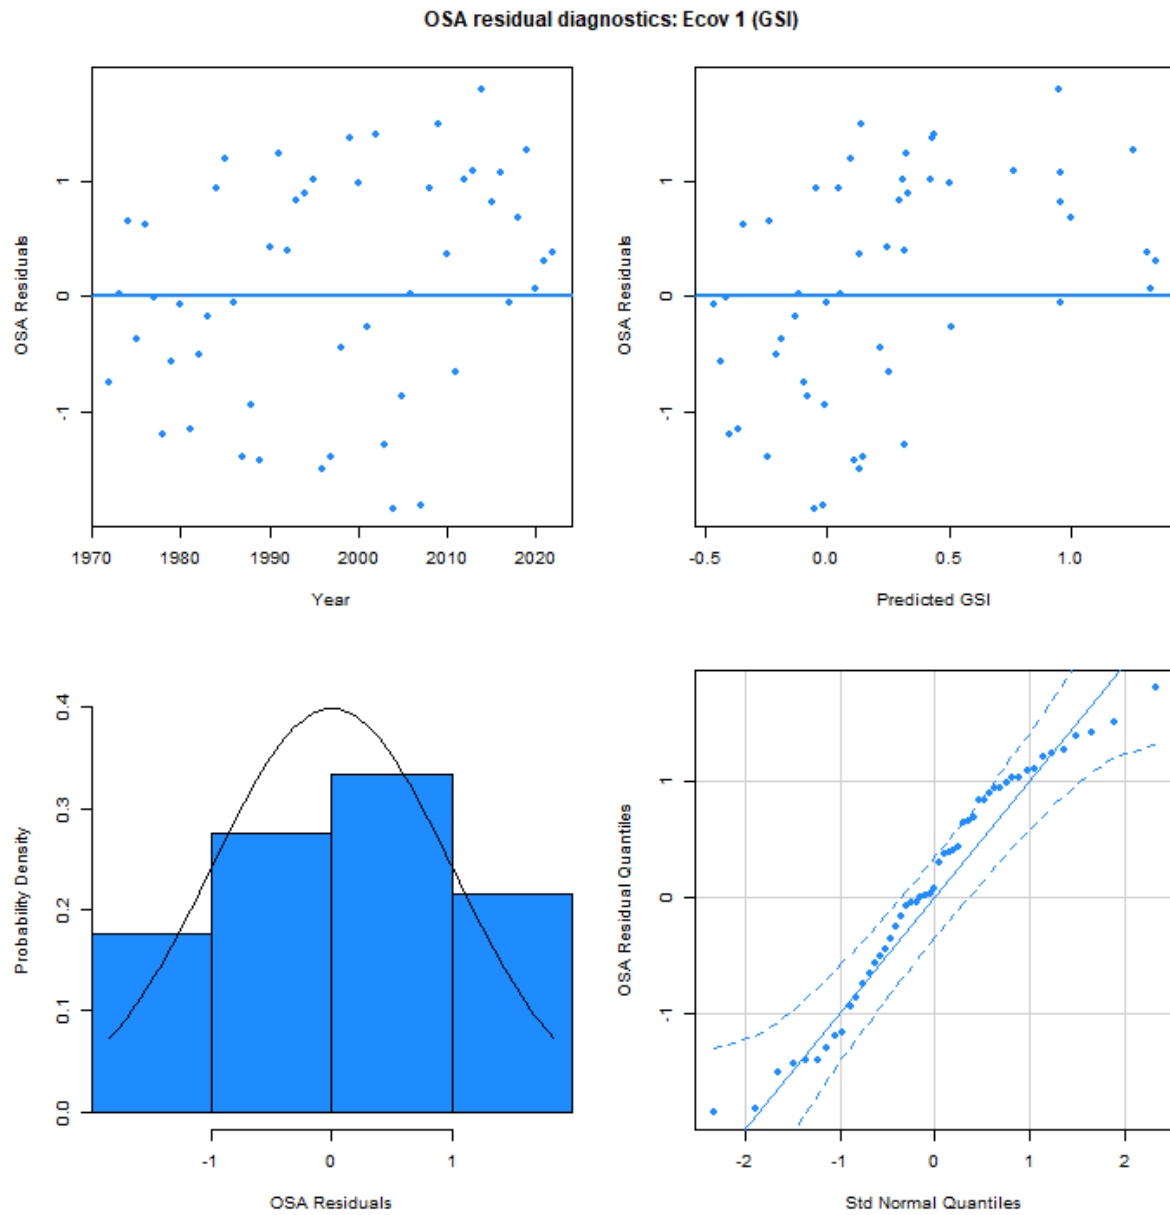 OSA residual diagnostics: Ecov 1 (GSI)
OSA Residuals
1
0
-1
1970 1980 1990 2000 2010 2020
Year
OSA Residuals
1
0
-1
-0.5 0.0 0.5 1.0
Predicted GSI
Probability Density
0.4
0.3
0.2
0.1
0.0
-1 0 1
OSA Residuals
OSA Residual Quantiles
1
0
-1
-2 -1 0 1 2
Std Normal Quantiles